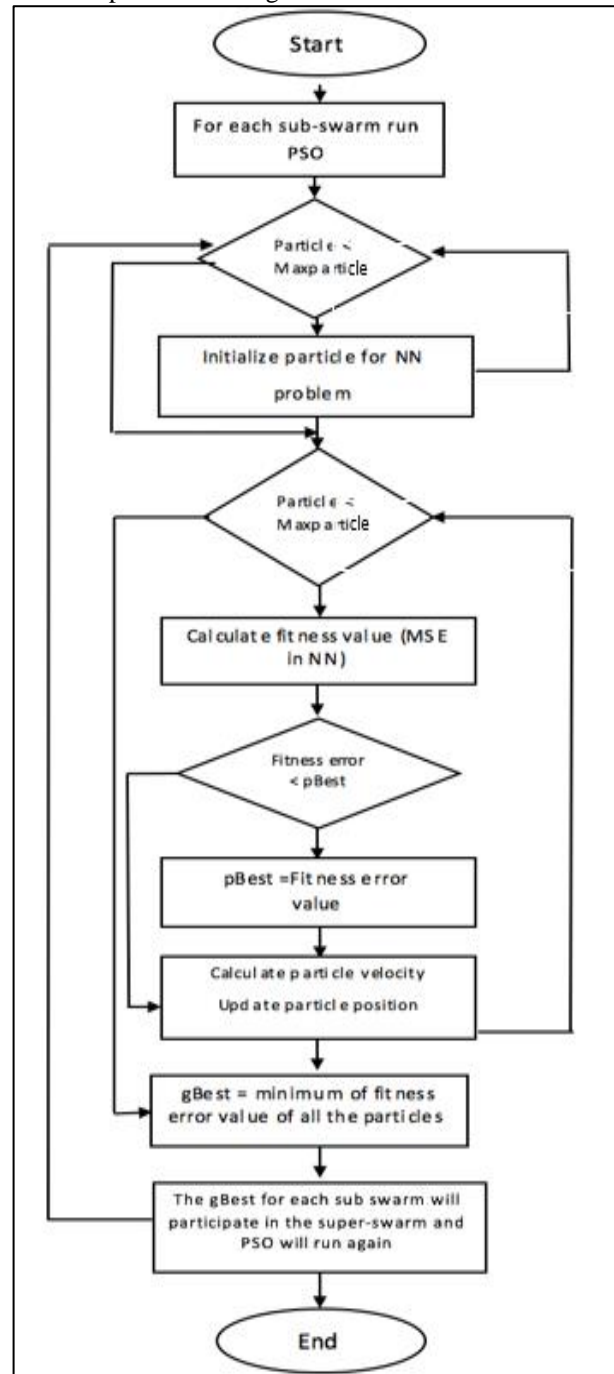 Start
For each sub-swarm run
PSO
Particle <
Maxparticle
Initialize particle for NN
problem
Particle <
Maxparticle
Calculate fitness value (MSE
in NN)
Fitness error
< pBest
pBest =Fitness error
value
Calculate particle velocity
Update particle position
gBest = minimum of fitness
error value of all the particles
The gBest for each sub swarm will
participate in the super-swarm and
PSO will run again
End